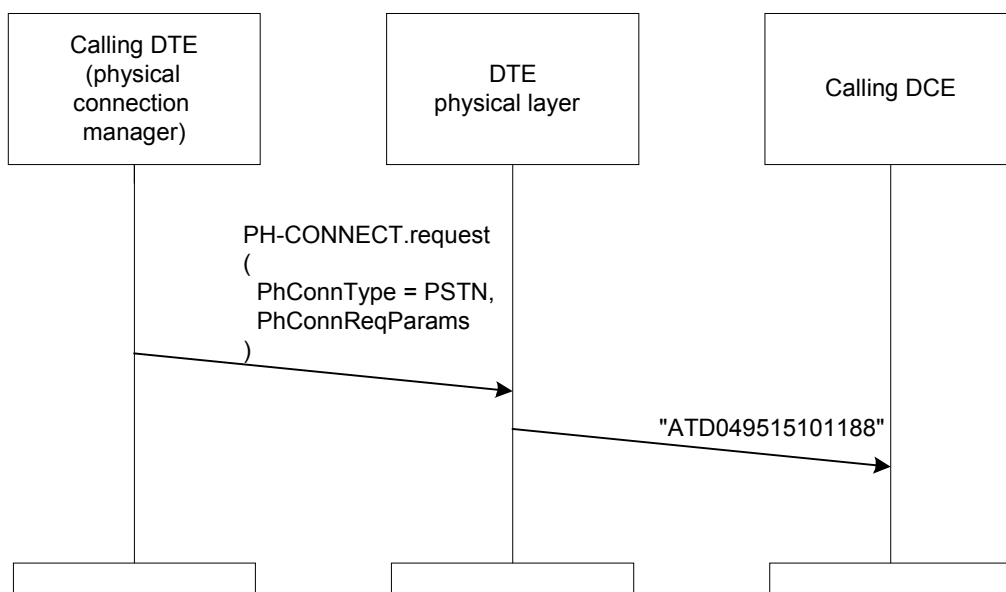 Calling DTE
(physical
connection
manager)
DTE
physical layer
Calling DCE
PH-CONNECT.request
(
PhConnType = PSTN,
PhConnReqParams
)
"ATD049515101188"